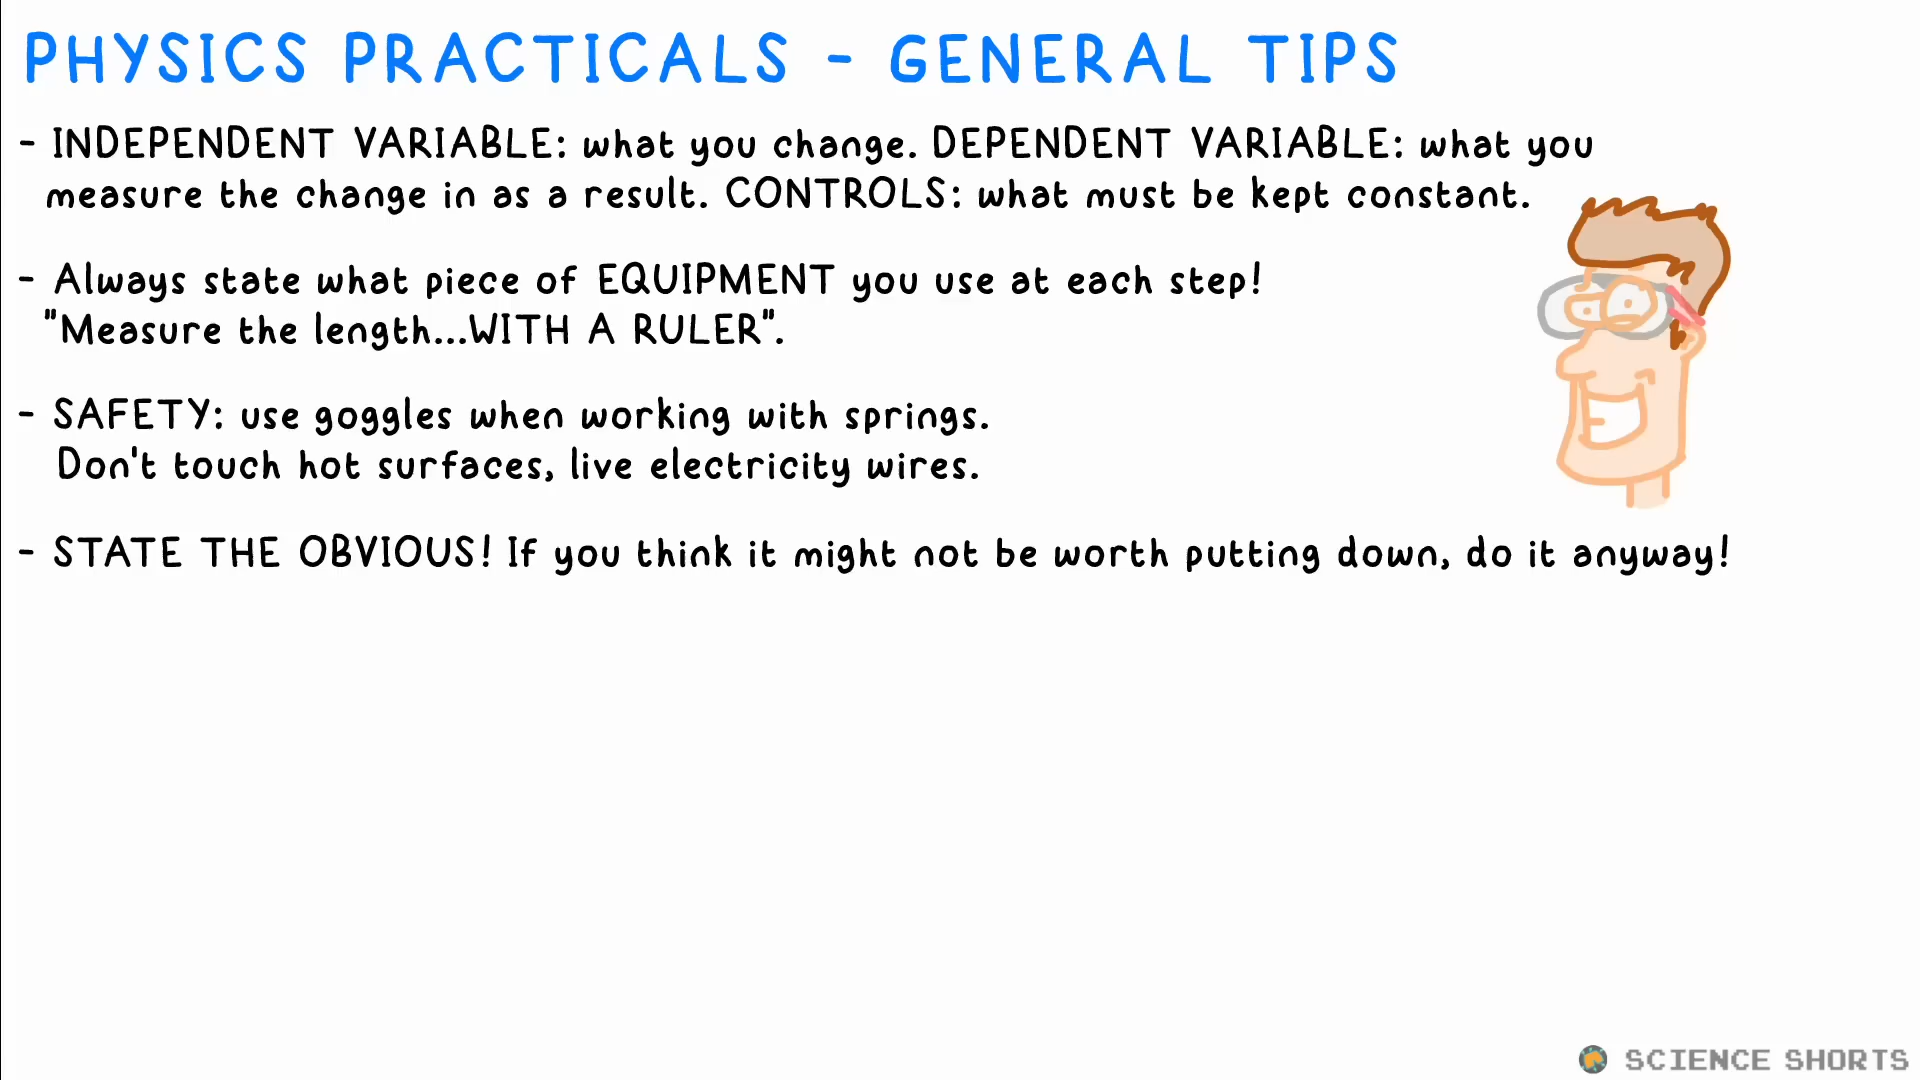 PHYSICS PRACTICALS - GENERAL TIPS
- INDEPENDENT VARIABLE: what you change. DEPENDENT VARIABLE: what you
measure the change in as a result. CONTROLS: what must be kept constant.
- Always state what piece of EQUIPMENT you use at each step!
"Measure the length...WITH A RULER".
- SAFETY: use goggles when working with springs.
Don't touch hot surfaces, live electricity wires.
- STATE THE OBVIOUS! If you think it might not be worth putting down, do it anyway!
SCIENCE SHORTS